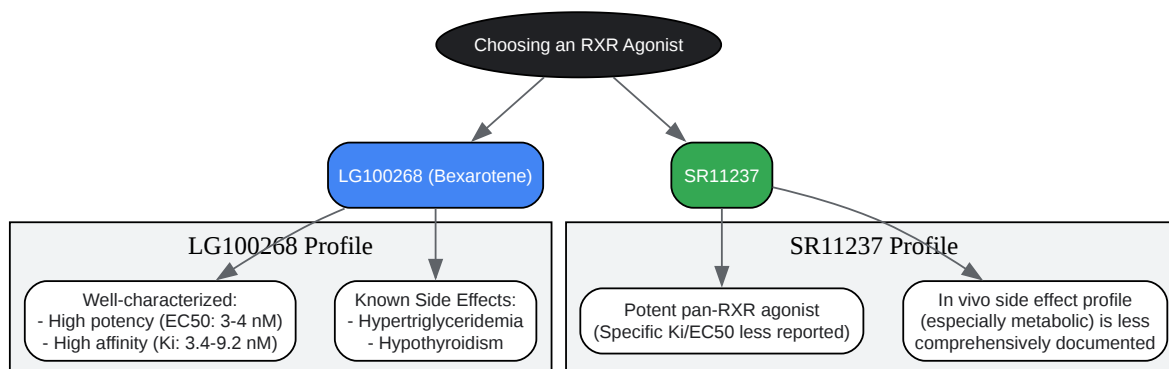 Choosing an RXR Agonist
LG100268 (Bexarotene)
SR11237
LG100268 Profile
Well-characterized:
- High potency (EC50: 3-4 nM)
- High affinity (Ki: 3.4-9.2 nM)
Known Side Effects:
- Hypertriglyceridemia
- Hypothyroidism
SR11237 Profile
Potent pan-RXR agonist
(Specific Ki/EC50 less reported)
In vivo side effect profile
(especially metabolic) is less
comprehensively documented